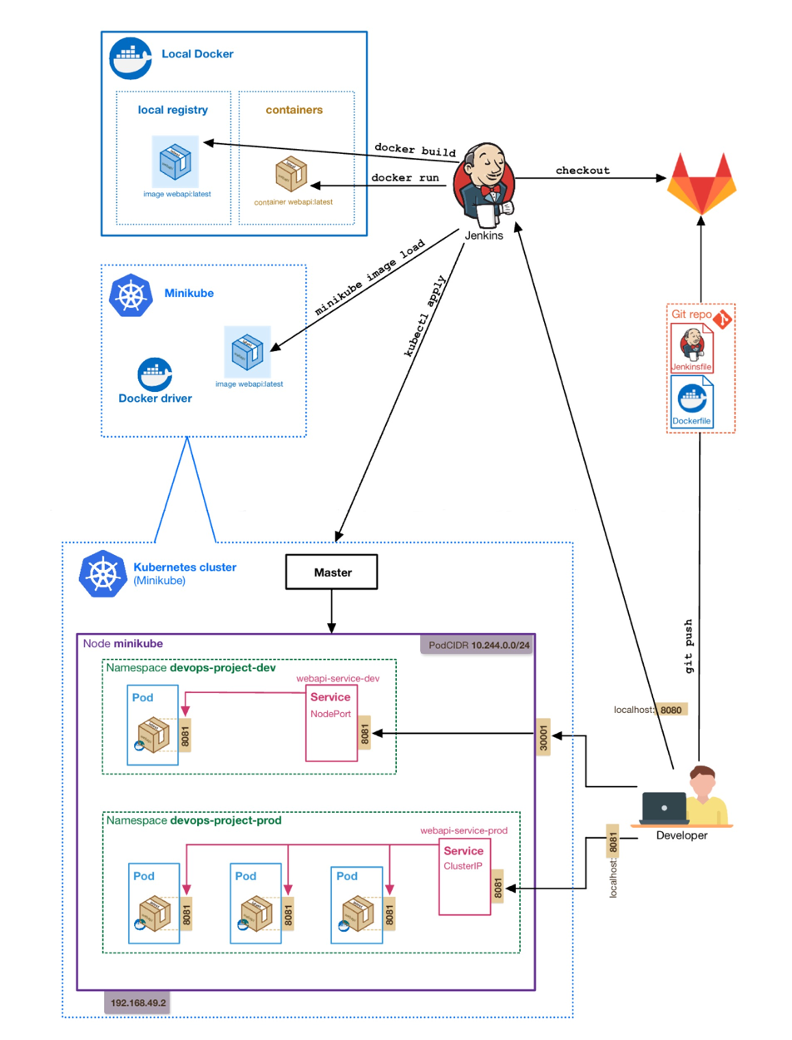 Local Docker
local registry
containers
image webapi:latest
container webapi:latest
docker build
docker run
checkout
Jenkins
minikube image load
kubectl apply
Minikube
image webapi:latest
Docker driver
Git repo
Jenkinsfile
Dockerfile
git push
Kubernetes cluster
(Minikube)
Master
Node minikube
PodCIDR 10.244.0.0/24
Namespace devops-project-dev
webapi-service-dev
Pod
8081
Service
NodePort
8081
30001
localhost: 8080
Developer
localhost: 8081
Namespace devops-project-prod
webapi-service-prod
Service
ClusterIP
8081
Pod
8081
Pod
8081
Pod
8081
192.168.49.2